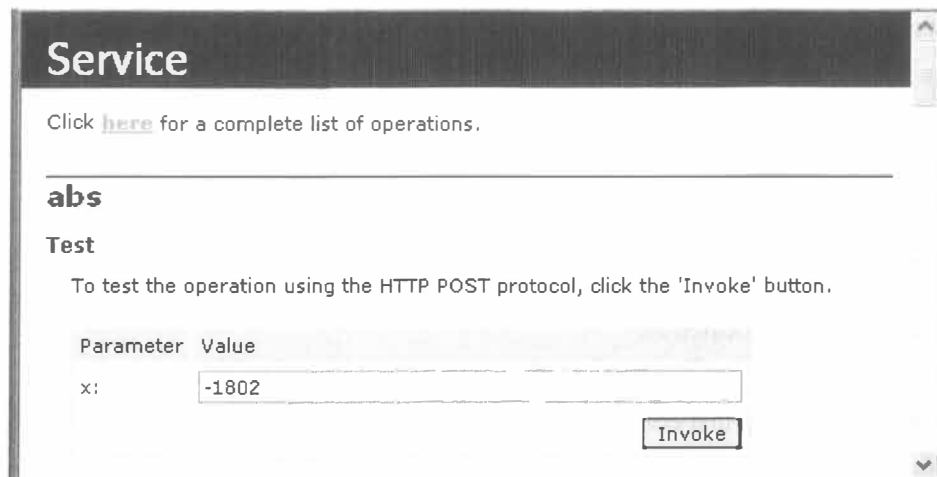 Service
Click here for a complete list of operations.
abs
Test
To test the operation using the HTTP POST protocol, click the 'Invoke' button.
Parameter Value
x: -1802
Invoke